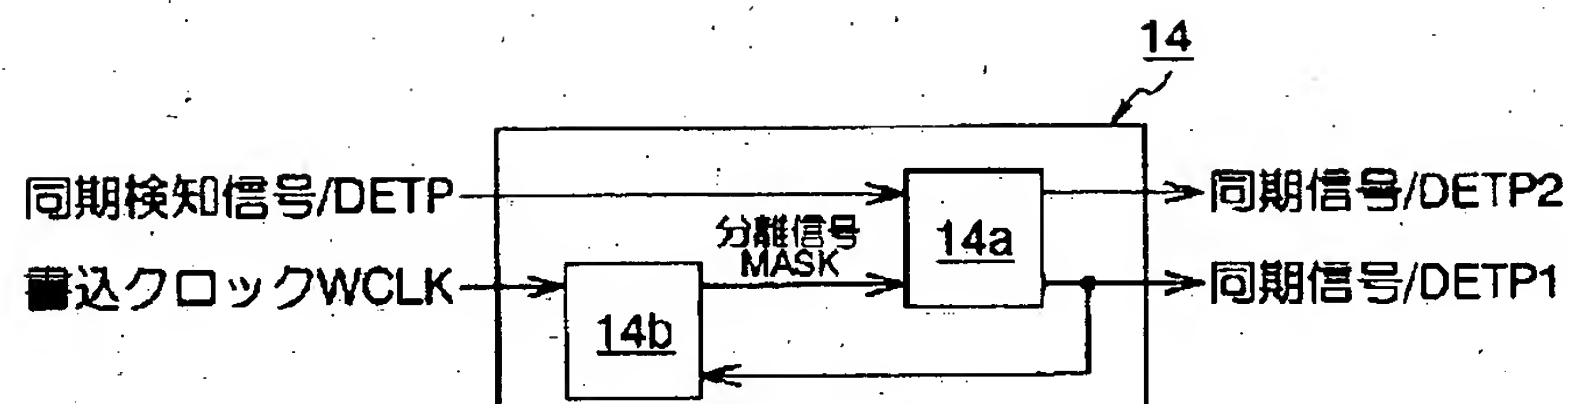 14
同期検知信号/DETP
同期信号/DETP2
分離信号
MASK
14a
書込クロックWCLK
同期信号/DETP1
14b